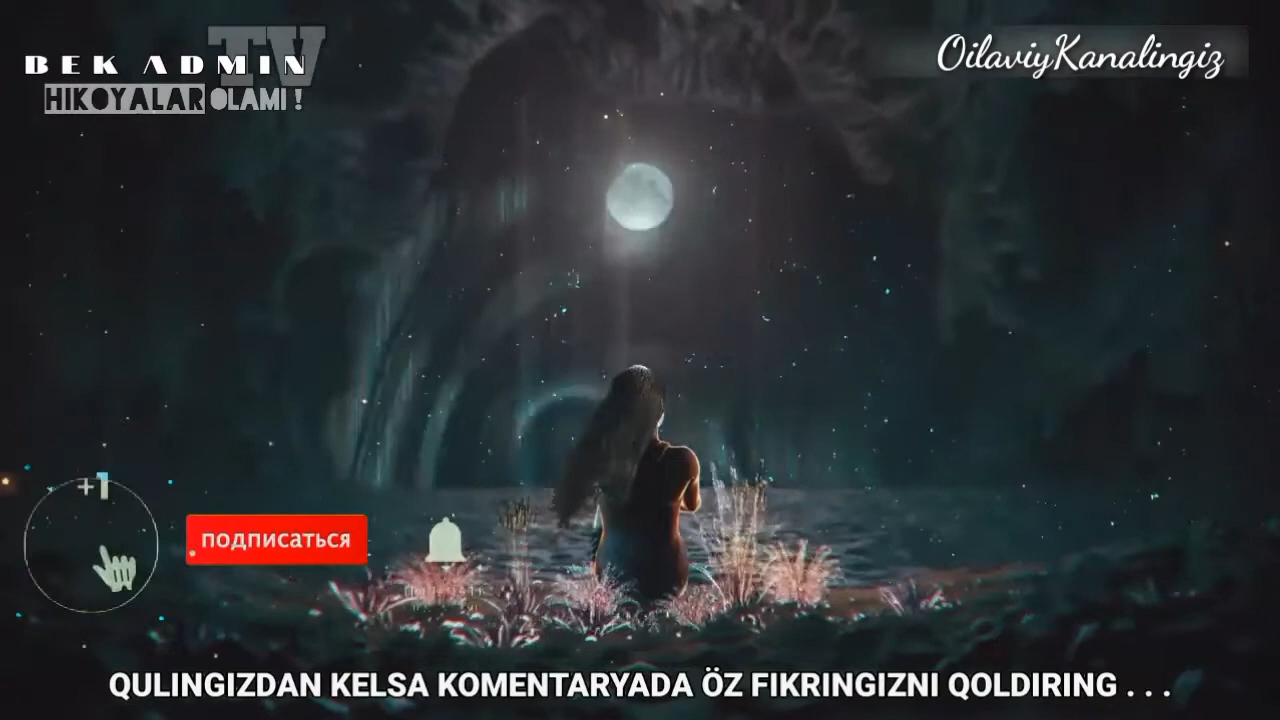 TV
BEK ADMIN
HIKOYALAR OLAMI !
OilaviyKanalingiz
+1
подписаться
QULINGIZDAN KELSA KOMENTARYADA ÖZ FIKRINGIZNI QOLDIRING . . .